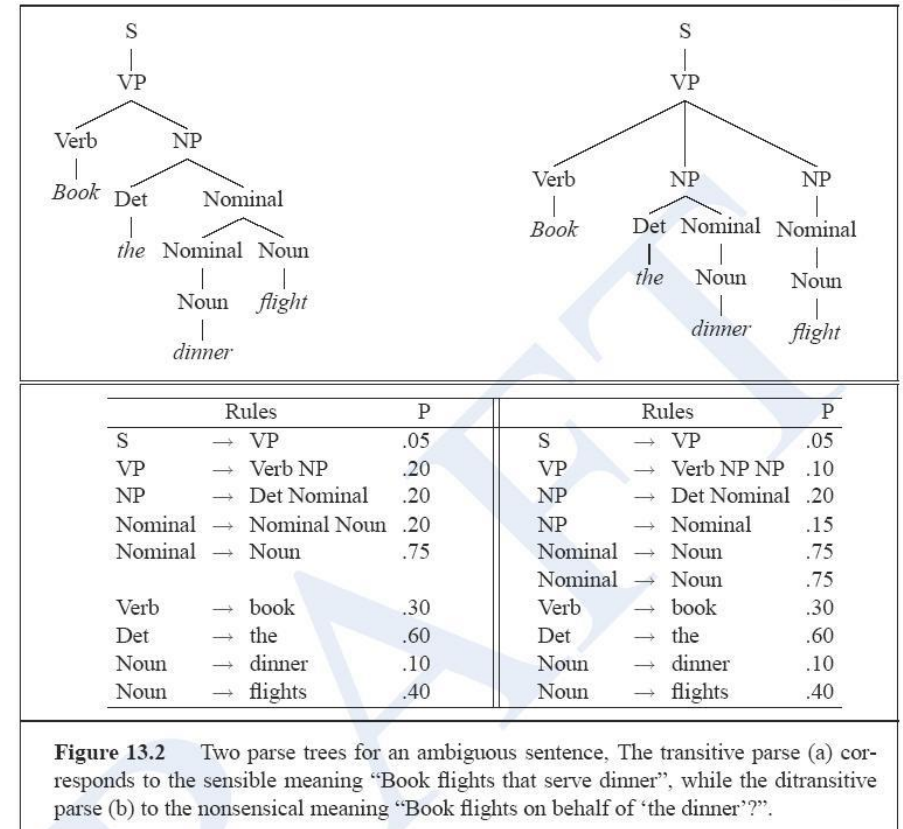 S
VP
Verb NP
Book Det Nominal
the Nominal Noun
Noun flight
dinner
S
VP
Verb NP NP
Book Det Nominal Nominal
the Noun Noun
dinner flight
Rules P
S → VP .05
VP → Verb NP .20
NP → Det Nominal .20
Nominal → Nominal Noun .20
Nominal → Noun .75
Verb → book .30
Det → the .60
Noun → dinner .10
Noun → flights .40
Rules P
S → VP .05
VP → Verb NP NP .10
NP → Det Nominal .20
NP → Nominal .15
Nominal → Noun .75
Nominal → Noun .75
Verb → book .30
Det → the .60
Noun → dinner .10
Noun → flights .40
Figure 13.2 Two parse trees for an ambiguous sentence, The transitive parse (a) cor-
responds to the sensible meaning “Book flights that serve dinner”, while the ditransitive
parse (b) to the nonsensical meaning “Book flights on behalf of ‘the dinner’?”.